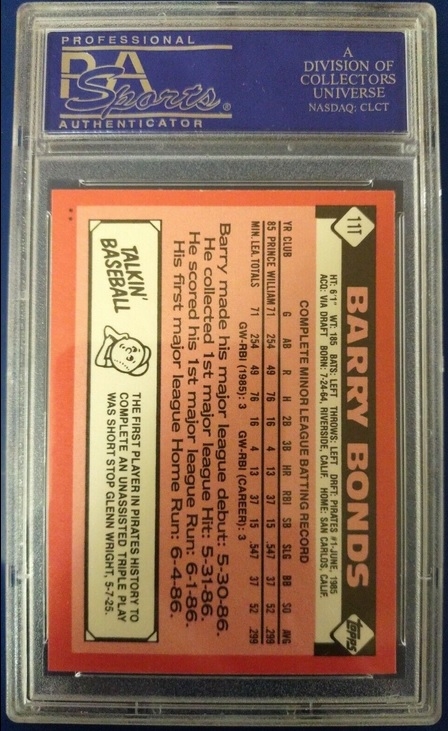 PROFESSIONAL
PSA
Sports®
AUTHENTICATOR
A
DIVISION OF
COLLECTORS
UNIVERSE
NASDAQ: CLCT
11T
BARRY BONDS
TOPPS
HT: 6'1" WT: 185 BATS: LEFT THROWS: LEFT DRFT: PIRATES #1-JUNE, 1985
ACQ: VIA DRAFT BORN: 7-24-64, RIVERSIDE, CALIF. HOME: SAN CARLOS, CALIF.
COMPLETE MINOR LEAGUE BATTING RECORD
YR CLUB G AB R H 2B 3B HR RBI SB SLG BB SO AVG
85 PRINCE WILLIAM 71 254 49 76 16 4 13 37 15 .547 37 52 .299
MIN. LEA. TOTALS 71 254 49 76 16 4 13 37 15 .547 37 52 .299
GW-RBI (1985): 3 GW-RBI (CAREER): 3
Barry made his major league debut: 5-30-86.
He collected 1st major league Hit: 5-31-86.
He scored his 1st major league Run: 6-1-86.
His first major league Home Run: 6-4-86.
TALKIN'
BASEBALL
THE FIRST PLAYER IN PIRATES HISTORY TO
COMPLETE AN UNASSISTED TRIPLE PLAY
WAS SHORT STOP GLENN WRIGHT, 5-7-25.
**